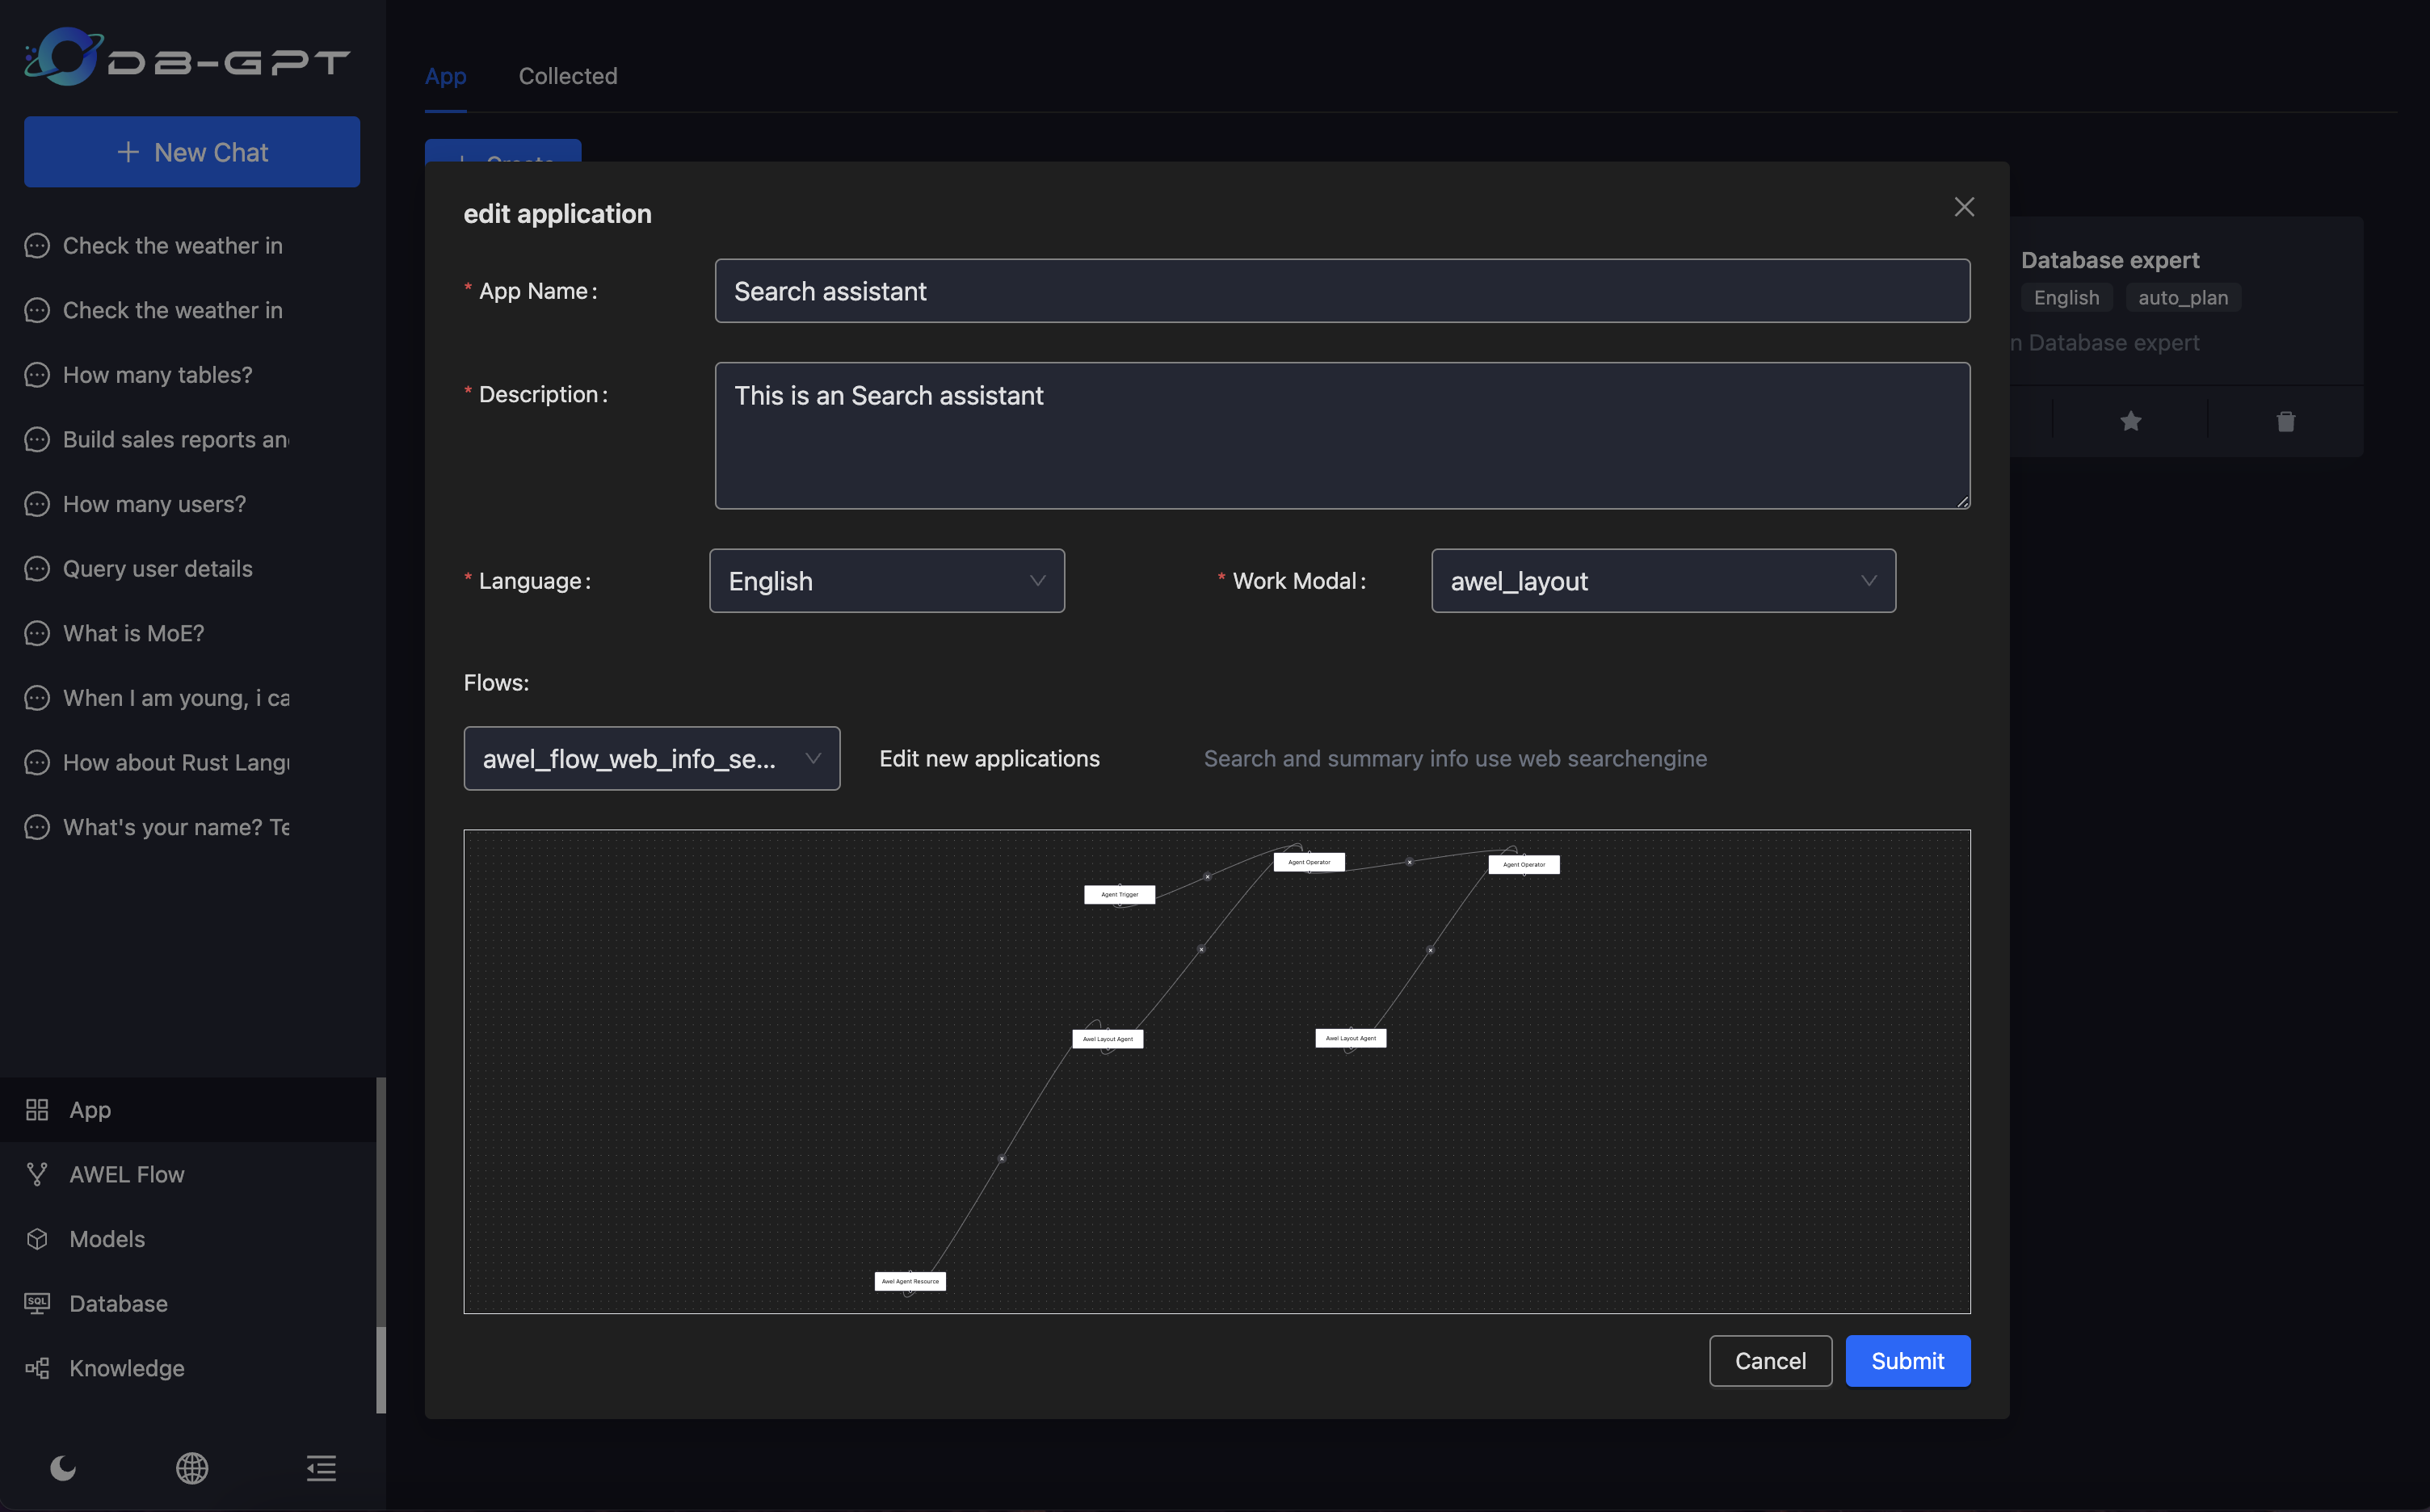 DB-GPT
New Chat
Check the weather in
Check the weather in
How many tables?
Build sales reports an
How many users?
Query user details
What is MoE?
When I am young, i ca
How about Rust Lang
What's your name? Te
App
AWEL Flow
Models
SQL
Database
Knowledge
App Collected
Create
edit application
* App Name:
Search assistant
* Description:
This is an Search assistant
* Language:
English
* Work Modal:
awel_layout
Flows:
awel_flow_web_info_se...
Edit new applications
Search and summary info use web searchengine
Agent Operator
Agent Operator
Agent Trigger
Awel Layout Agent
Awel Layout Agent
Awel Agent Resource
Cancel
Submit
Database expert
English auto_plan
n Database expert